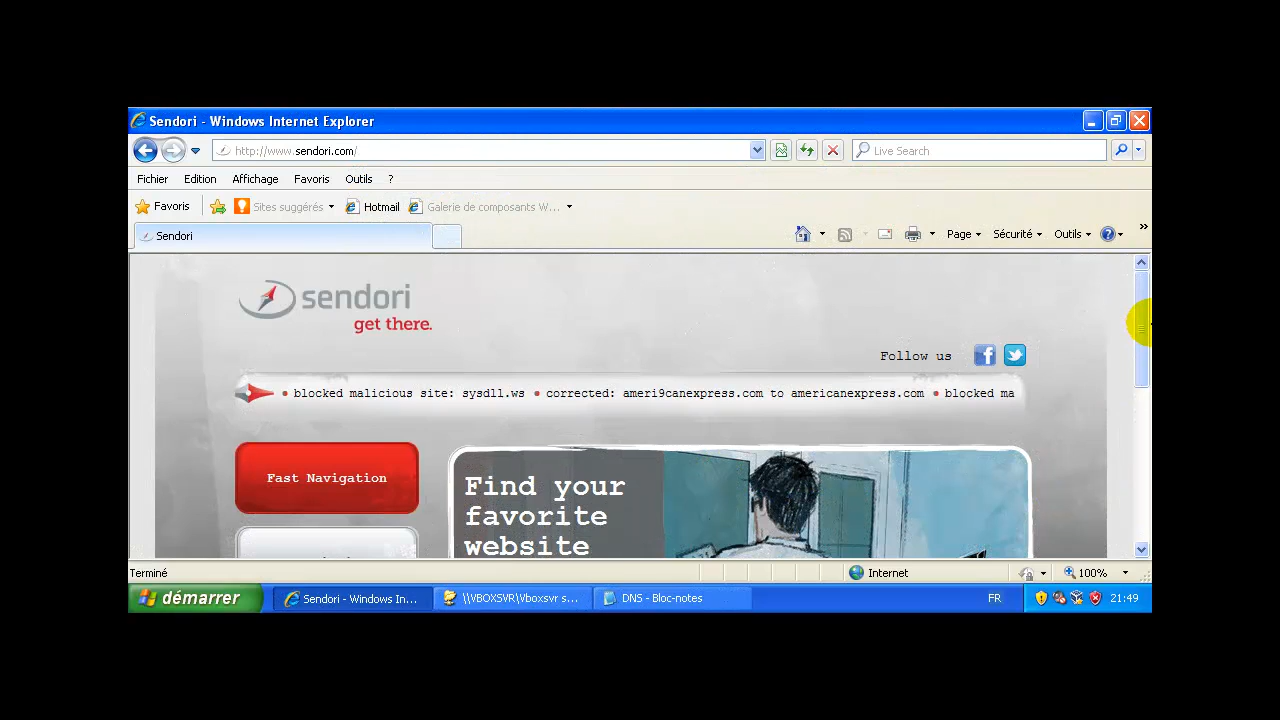 Sendori - Windows Internet Explorer
http://www.sendori.com/
Live Search
Fichier Edition Affichage Favoris Outils ?
Favoris Sites suggérés Hotmail Galerie de composants W...
Sendori Page Sécurité Outils
sendori
get there.
Follow us
blocked malicious site: sysdll.ws • corrected: ameri9canexpress.com to americanexpress.com • blocked ma
Fast Navigation
Find your
favorite
website
Terminé Internet 100%
démarrer Sendori - Windows In... \\VBOXSVR\Vboxsvr s... DNS - Bloc-notes FR 21:49